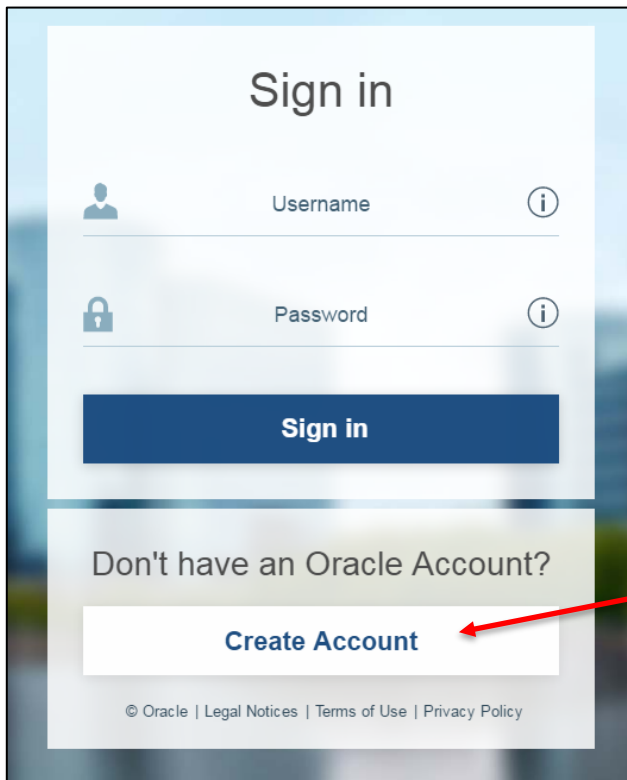 Sign in
Username
Password
Sign in
Don't have an Oracle Account?
Create Account
© Oracle | Legal Notices | Terms of Use | Privacy Policy